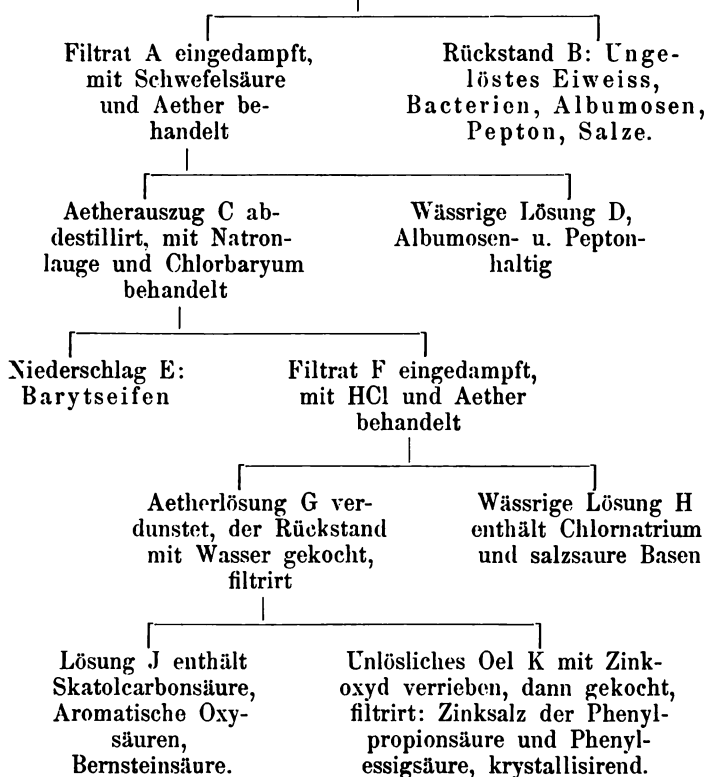 Filtrat A eingedampft,
mit Schwefelsäure
und Aether be-
handelt
Rückstand B: Unge-
löstes Eiweiss,
Bacterien, Albumosen,
Pepton, Salze.
Aetherauszug C ab-
destillirt, mit Natron-
lauge und Chlorbaryum
behandelt
Wässrige Lösung D,
Albumosen- u. Pepton-
haltig
Niederschlag E:
Barytseifen
Filtrat F eingedampft,
mit HCl und Aether
behandelt
Aetherlösung G ver-
dunstet, der Rückstand
mit Wasser gekocht,
filtrirt
Wässrige Lösung H
enthält Chlornatrium
und salzsaure Basen
Lösung J enthält
Skatolcarbonsäure,
Aromatische Oxy-
säuren,
Bernsteinsäure.
Unlösliches Oel K mit Zink-
oxyd verrieben, dann gekocht,
filtrirt: Zinksalz der Phenyl-
propionsäure und Phenyl-
essigsäure, krystallisirend.